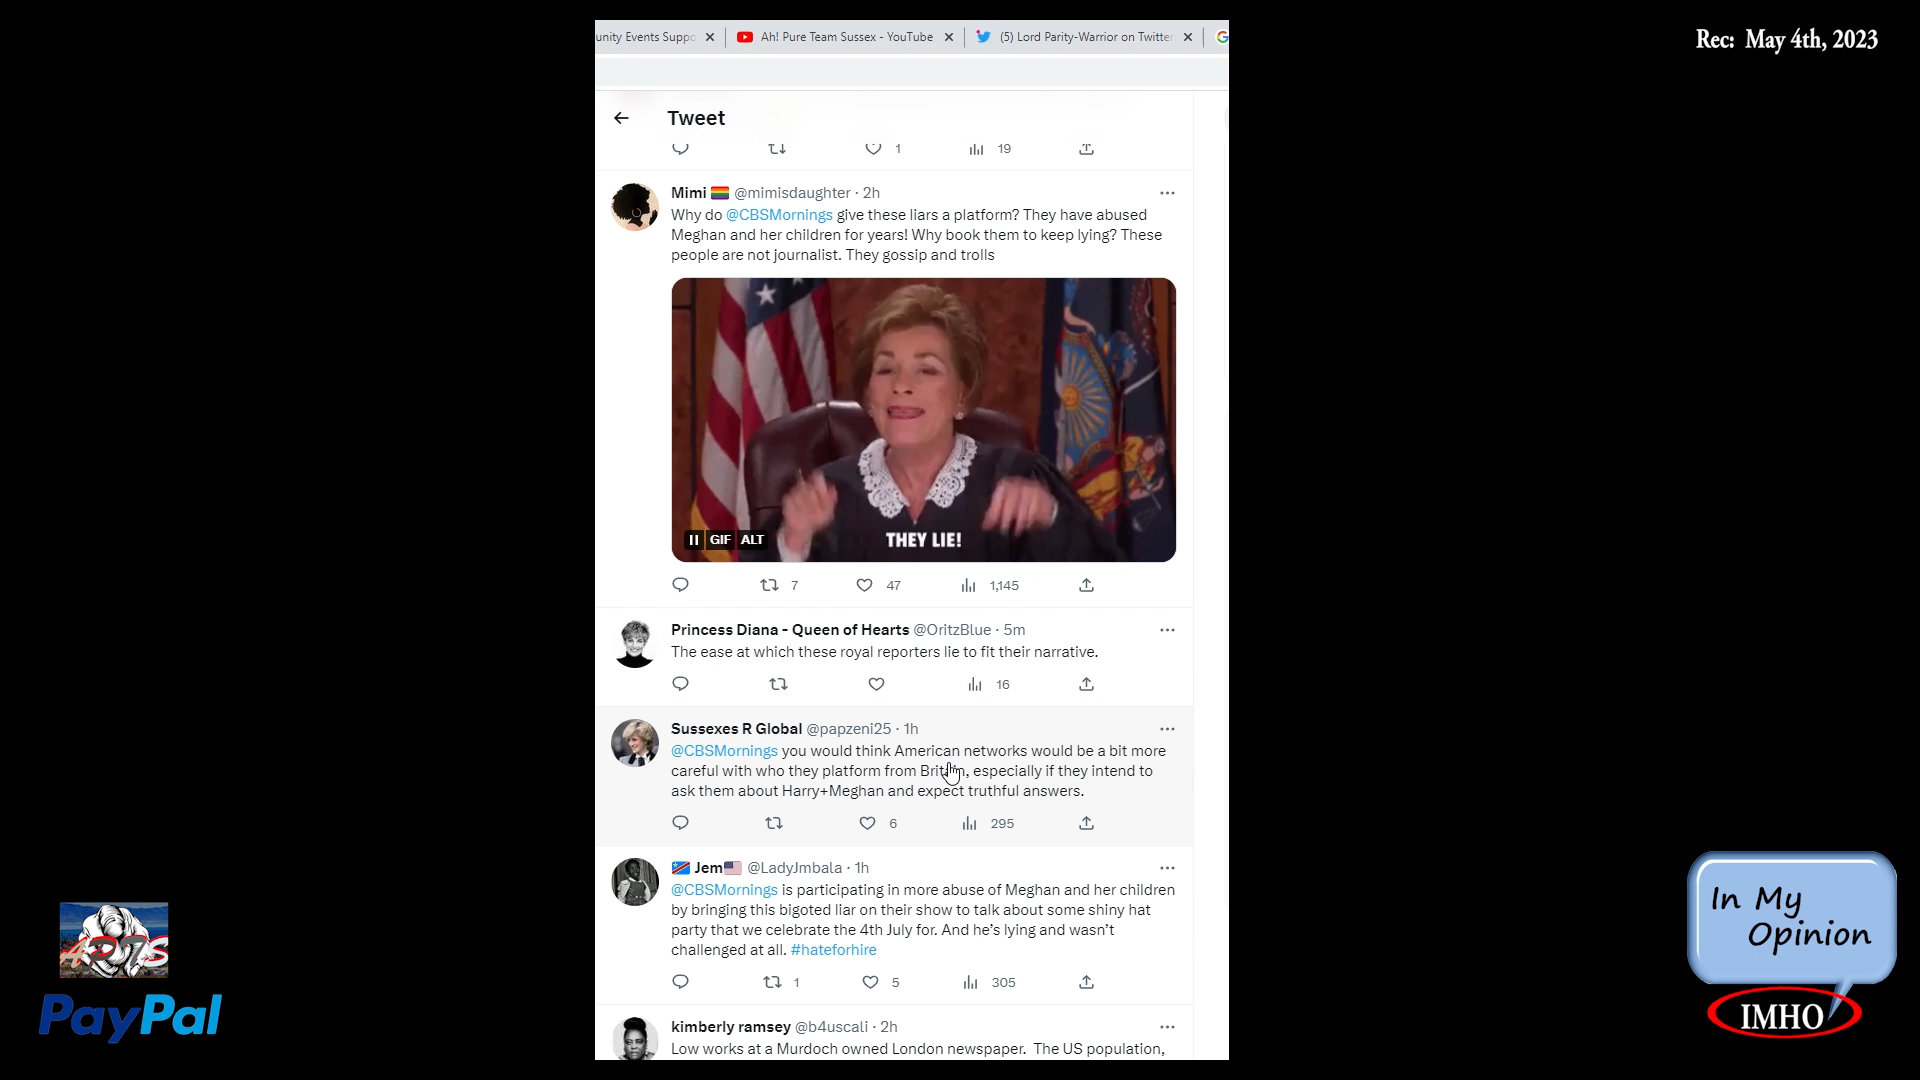 unity Events Suppo
Ah! Pure Team Sussex - YouTube
(5) Lord Parity-Warrior on Twitter
Rec: May 4th, 2023
Tweet
1
19
Mimi @mimisdaughter · 2h
Why do @CBSMornings give these liars a platform? They have abused
Meghan and her children for years! Why book them to keep lying? These
people are not journalist. They gossip and trolls
THEY LIE!
GIF ALT
7
47
1,145
Princess Diana - Queen of Hearts @OritzBlue · 5m
The ease at which these royal reporters lie to fit their narrative.
16
Sussexes R Global @papzeni25 · 1h
@CBSMornings you would think American networks would be a bit more
careful with who they platform from Britain, especially if they intend to
ask them about Harry+Meghan and expect truthful answers.
6
295
Jem @LadyJmbala · 1h
@CBSMornings is participating in more abuse of Meghan and her children
by bringing this bigoted liar on their show to talk about some shiny hat
party that we celebrate the 4th July for. And he's lying and wasn't
challenged at all. #hateforhire
1
5
305
kimberly ramsey @b4uscali · 2h
Low works at a Murdoch owned London newspaper. The US population,
PayPal
In My
Opinion
IMHO